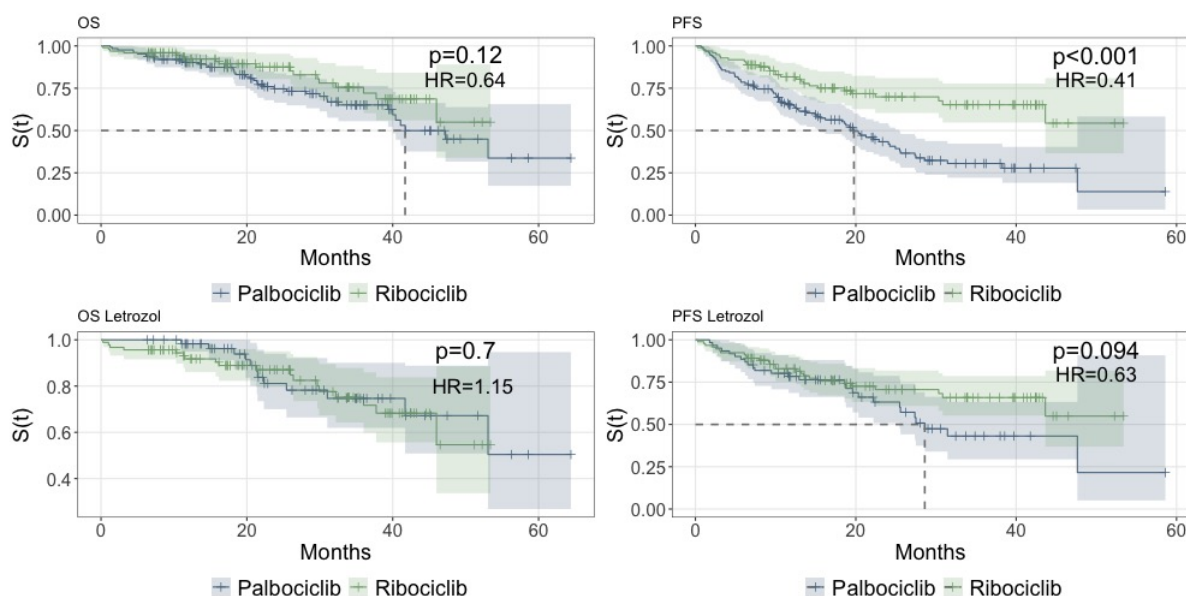 OS
1.00
0.75
0.50
0.25
0.00
S(t)
p=0.12
HR=0.64
0 20 40 60
Months
Palbociclib Ribociclib
PFS
1.00
0.75
0.50
0.25
0.00
S(t)
p<0.001
HR=0.41
0 20 40 60
Months
Palbociclib Ribociclib
OS Letrozol
1.0
0.8
0.6
0.4
S(t)
p=0.7
HR=1.15
0 20 40 60
Months
Palbociclib Ribociclib
PFS Letrozol
1.00
0.75
0.50
0.25
0.00
S(t)
p=0.094
HR=0.63
0 20 40 60
Months
Palbociclib Ribociclib